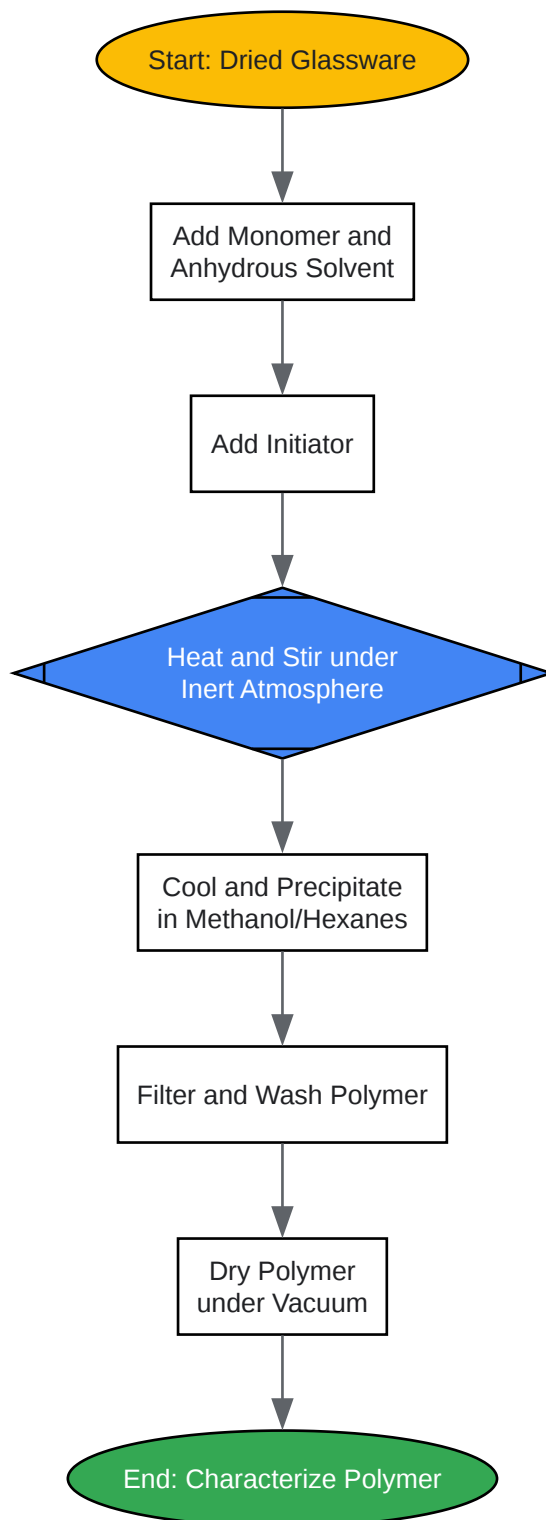 Start: Dried Glassware
Add Monomer and
Anhydrous Solvent
Add Initiator
Heat and Stir under
Inert Atmosphere
Cool and Precipitate
in Methanol/Hexanes
Filter and Wash Polymer
Dry Polymer
under Vacuum
End: Characterize Polymer